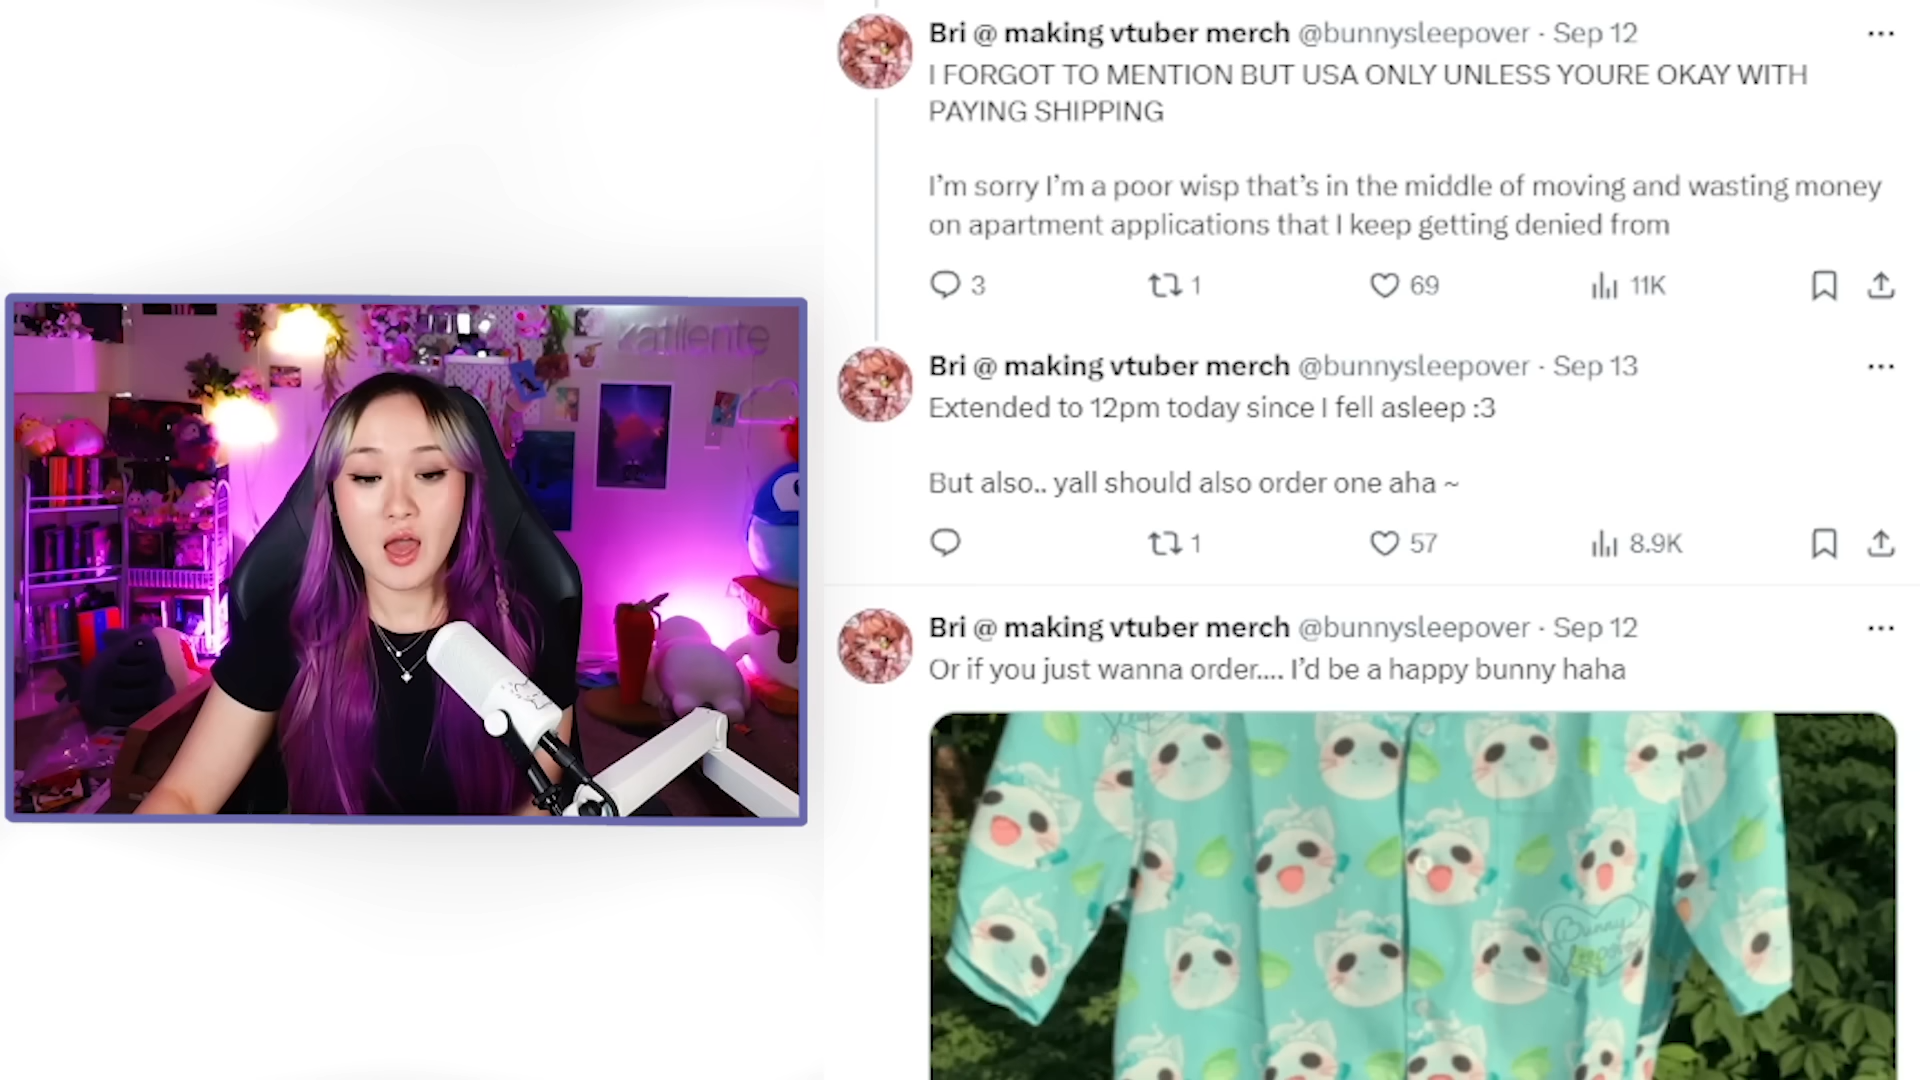 katliente
Bri @ making vtuber merch @bunnysleepover · Sep 12
I FORGOT TO MENTION BUT USA ONLY UNLESS YOURE OKAY WITH
PAYING SHIPPING
I'm sorry I'm a poor wisp that's in the middle of moving and wasting money
on apartment applications that I keep getting denied from
3 1 69 11K
Bri @ making vtuber merch @bunnysleepover · Sep 13
Extended to 12pm today since I fell asleep :3
But also.. yall should also order one aha ~
1 57 8.9K
Bri @ making vtuber merch @bunnysleepover · Sep 12
Or if you just wanna order.... I'd be a happy bunny haha
Bunny